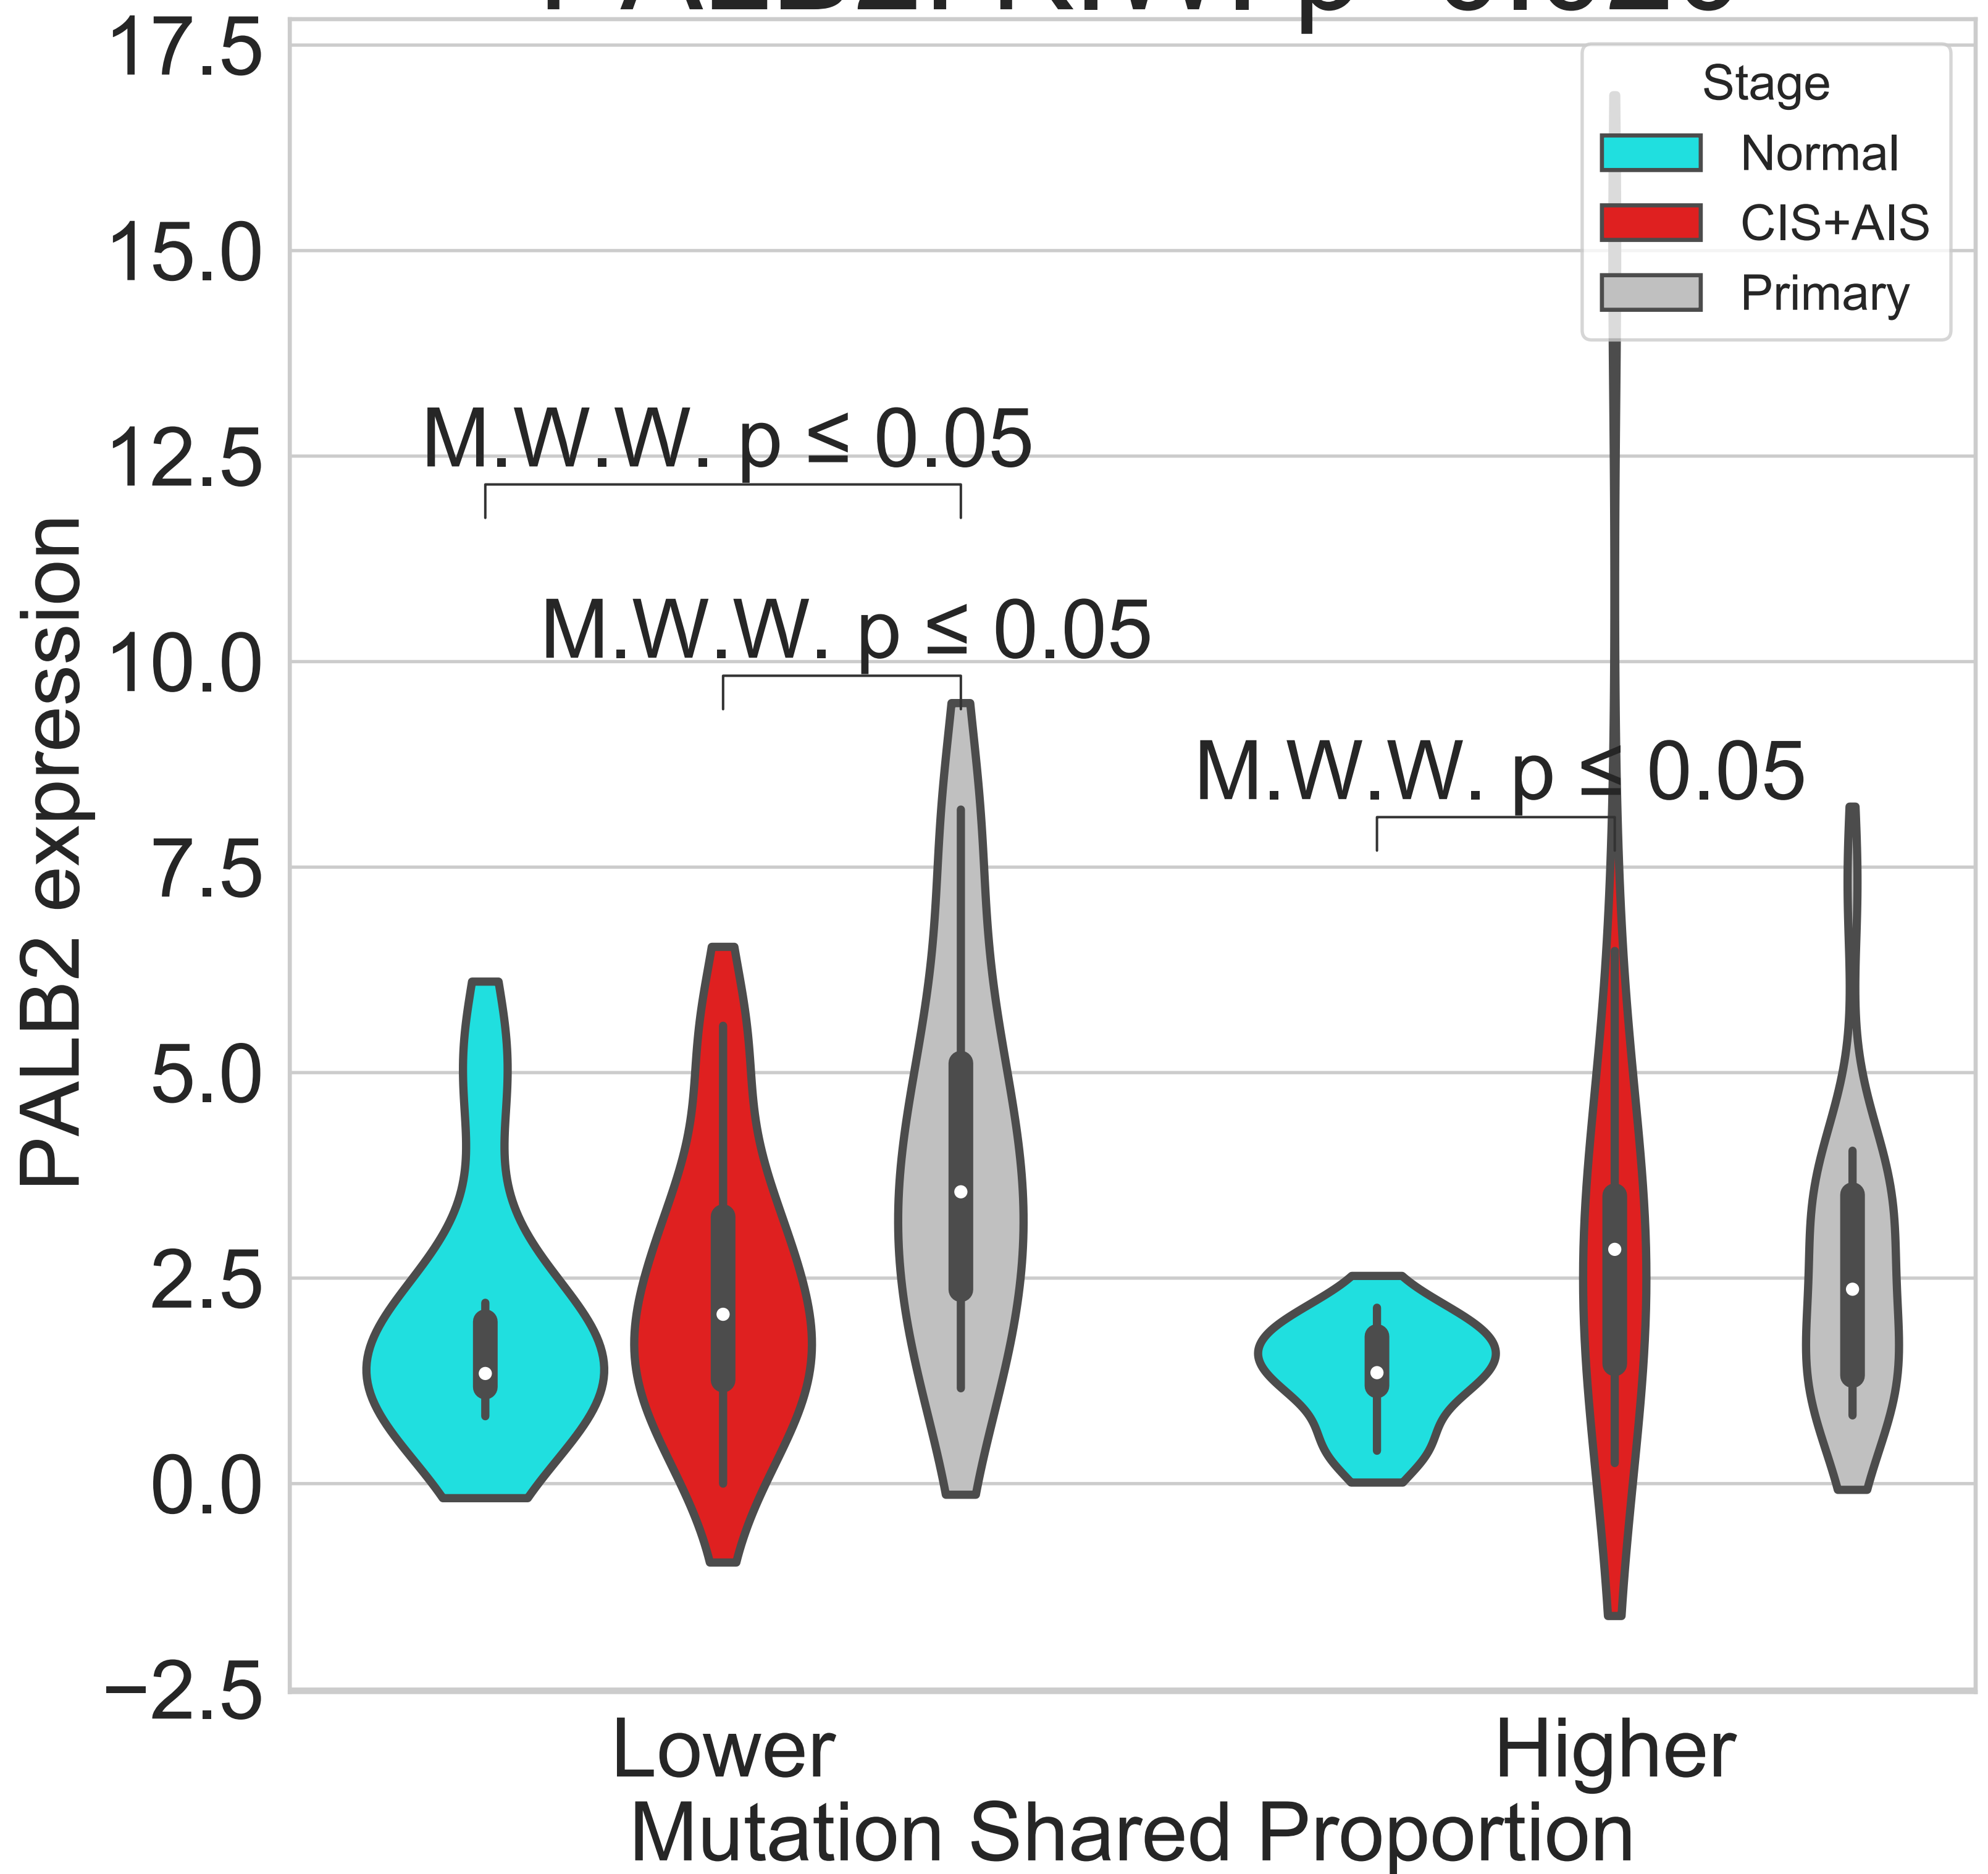 17.5
15.0
12.5
10.0
7.5
5.0
2.5
0.0
−2.5
PALB2 expression
Stage
Normal
CIS+AIS
Primary
M.W.W. p ≤ 0.05
M.W.W. p ≤ 0.05
M.W.W. p ≤ 0.05
Lower
Higher
Mutation Shared Proportion